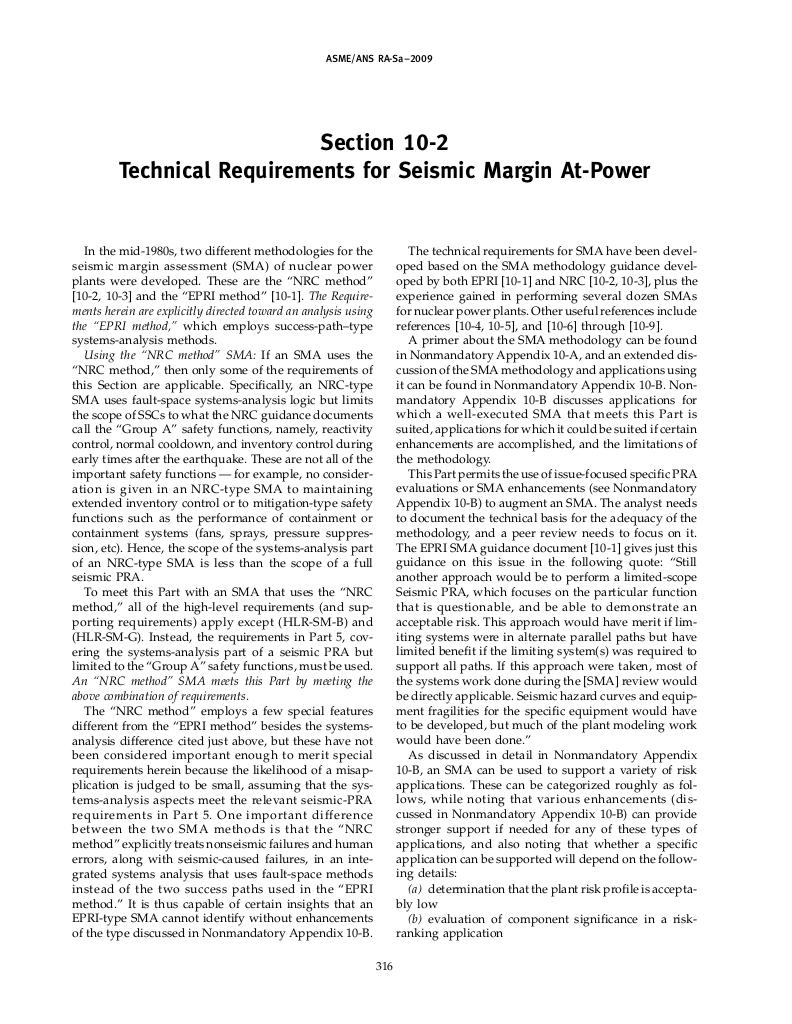 ASME/ANS RA-Sa–2009
Section 10-2
Technical Requirements for Seismic Margin At-Power
In the mid-1980s, two different methodologies for the
seismic margin assessment (SMA) of nuclear power
plants were developed. These are the “NRC method”
[10-2, 10-3] and the “EPRI method” [10-1]. The Require-
ments herein are explicitly directed toward an analysis using
the “EPRI method,” which employs success-path–type
systems-analysis methods.
Using the “NRC method” SMA: If an SMA uses the
“NRC method,” then only some of the requirements of
this Section are applicable. Specifically, an NRC-type
SMA uses fault-space systems-analysis logic but limits
the scope of SSCs to what the NRC guidance documents
call the “Group A” safety functions, namely, reactivity
control, normal cooldown, and inventory control during
early times after the earthquake. These are not all of the
important safety functions — for example, no consider-
ation is given in an NRC-type SMA to maintaining
extended inventory control or to mitigation-type safety
functions such as the performance of containment or
containment systems (fans, sprays, pressure suppres-
sion, etc). Hence, the scope of the systems-analysis part
of an NRC-type SMA is less than the scope of a full
seismic PRA.
To meet this Part with an SMA that uses the “NRC
method,” all of the high-level requirements (and sup-
porting requirements) apply except (HLR-SM-B) and
(HLR-SM-G). Instead, the requirements in Part 5, cov-
ering the systems-analysis part of a seismic PRA but
limited to the “Group A” safety functions, must be used.
An “NRC method” SMA meets this Part by meeting the
above combination of requirements.
The “NRC method” employs a few special features
different from the “EPRI method” besides the systems-
analysis difference cited just above, but these have not
been considered important enough to merit special
requirements herein because the likelihood of a misap-
plication is judged to be small, assuming that the sys-
tems-analysis aspects meet the relevant seismic-PRA
requirements in Part 5. One important difference
between the two SMA methods is that the “NRC
method” explicitly treats nonseismic failures and human
errors, along with seismic-caused failures, in an inte-
grated systems analysis that uses fault-space methods
instead of the two success paths used in the “EPRI
method.” It is thus capable of certain insights that an
EPRI-type SMA cannot identify without enhancements
of the type discussed in Nonmandatory Appendix 10-B.
The technical requirements for SMA have been devel-
oped based on the SMA methodology guidance devel-
oped by both EPRI [10-1] and NRC [10-2, 10-3], plus the
experience gained in performing several dozen SMAs
for nuclear power plants. Other useful references include
references [10-4, 10-5], and [10-6] through [10-9].
A primer about the SMA methodology can be found
in Nonmandatory Appendix 10-A, and an extended dis-
cussion of the SMA methodology and applications using
it can be found in Nonmandatory Appendix 10-B. Non-
mandatory Appendix 10-B discusses applications for
which a well-executed SMA that meets this Part is
suited, applications for which it could be suited if certain
enhancements are accomplished, and the limitations of
the methodology.
This Part permits the use of issue-focused specific PRA
evaluations or SMA enhancements (see Nonmandatory
Appendix 10-B) to augment an SMA. The analyst needs
to document the technical basis for the adequacy of the
methodology, and a peer review needs to focus on it.
The EPRI SMA guidance document [10-1] gives just this
guidance on this issue in the following quote: “Still
another approach would be to perform a limited-scope
Seismic PRA, which focuses on the particular function
that is questionable, and be able to demonstrate an
acceptable risk. This approach would have merit if lim-
iting systems were in alternate parallel paths but have
limited benefit if the limiting system(s) was required to
support all paths. If this approach were taken, most of
the systems work done during the [SMA] review would
be directly applicable. Seismic hazard curves and equip-
ment fragilities for the specific equipment would have
to be developed, but much of the plant modeling work
would have been done.”
As discussed in detail in Nonmandatory Appendix
10-B, an SMA can be used to support a variety of risk
applications. These can be categorized roughly as fol-
lows, while noting that various enhancements (dis-
cussed in Nonmandatory Appendix 10-B) can provide
stronger support if needed for any of these types of
applications, and also noting that whether a specific
application can be supported will depend on the follow-
ing details:
(a) determination that the plant risk profile is accepta-
bly low
(b) evaluation of component significance in a risk-
ranking application
316